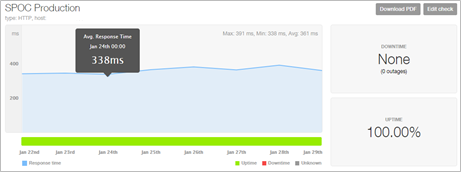 SPOC Production
Download PDF
Edit check
type: HTTP, host:
ms
Max: 391 ms, Min: 338 ms, Avg: 361 ms
Avg. Response Time
Jan 24th 00:00
338ms
400
200
Jan 22nd
Jan 23rd
Jan 24th
Jan 25th
Jan 26th
Jan 27th
Jan 28th
Jan 29th
Response time
Uptime
Downtime
Unknown
DOWNTIME:
None
(0 outages)
UPTIME:
100.00%